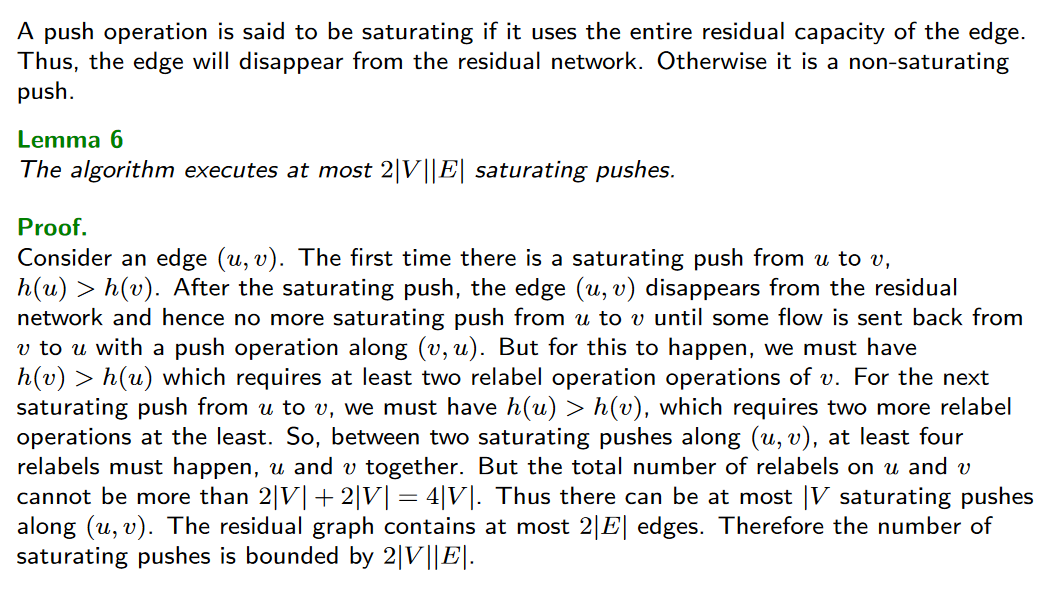 A push operation is said to be saturating if it uses the entire residual capacity of the edge.
Thus, the edge will disappear from the residual network. Otherwise it is a non-saturating
push.
Lemma 6
The algorithm executes at most 2|V||E| saturating pushes.
Proof.
Consider an edge (u, v). The first time there is a saturating push from u to v,
h(u) > h(v). After the saturating push, the edge (u, v) disappears from the residual
network and hence no more saturating push from u to v until some flow is sent back from
v to u with a push operation along (v, u). But for this to happen, we must have
h(v) > h(u) which requires at least two relabel operation operations of v. For the next
saturating push from u to v, we must have h(u) > h(v), which requires two more relabel
operations at the least. So, between two saturating pushes along (u, v), at least four
relabels must happen, u and v together. But the total number of relabels on u and v
cannot be more than 2|V| + 2|V| = 4|V|. Thus there can be at most |V saturating pushes
along (u, v). The residual graph contains at most 2|E| edges. Therefore the number of
saturating pushes is bounded by 2|V||E|.